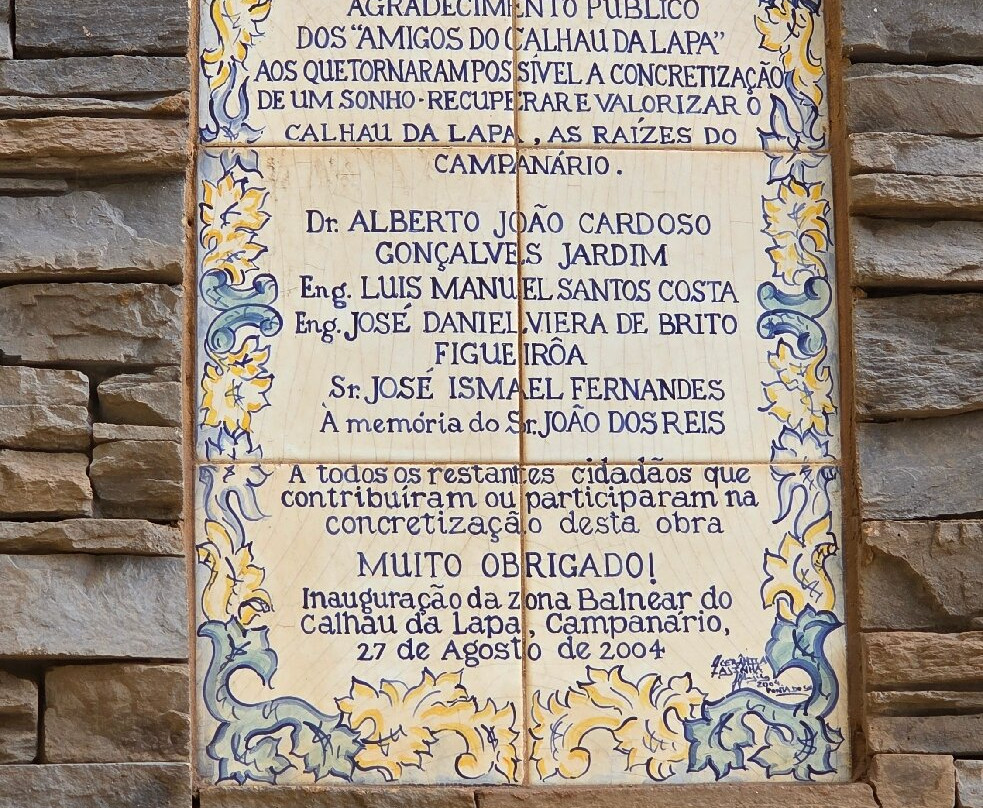 AGRADECIMENTO PÚBLICO
DOS "AMIGOS DO CALHAU DA LAPA"
AOS QUE TORNARAM POSSÍVEL A CONCRETIZAÇÃO
DE UM SONHO - RECUPERAR E VALORIZAR O
CALHAU DA LAPA, AS RAÍZES DO
CAMPANÁRIO.
Dr. ALBERTO JOÃO CARDOSO
GONÇALVES JARDIM
Eng. LUIS MANUEL SANTOS COSTA
Eng. JOSÉ DANIEL VIERA DE BRITO
FIGUEIRÔA
Sr. JOSÉ ISMAEL FERNANDES
À memória do Sr. JOÃO DOS REIS
A todos os restantes cidadãos que
contribuíram ou participaram na
concretização desta obra
MUITO OBRIGADO!
Inauguração da zona Balnear do
Calhau da Lapa, Campanário,
27 de Agosto de 2004
2004
PONTA DO SOL